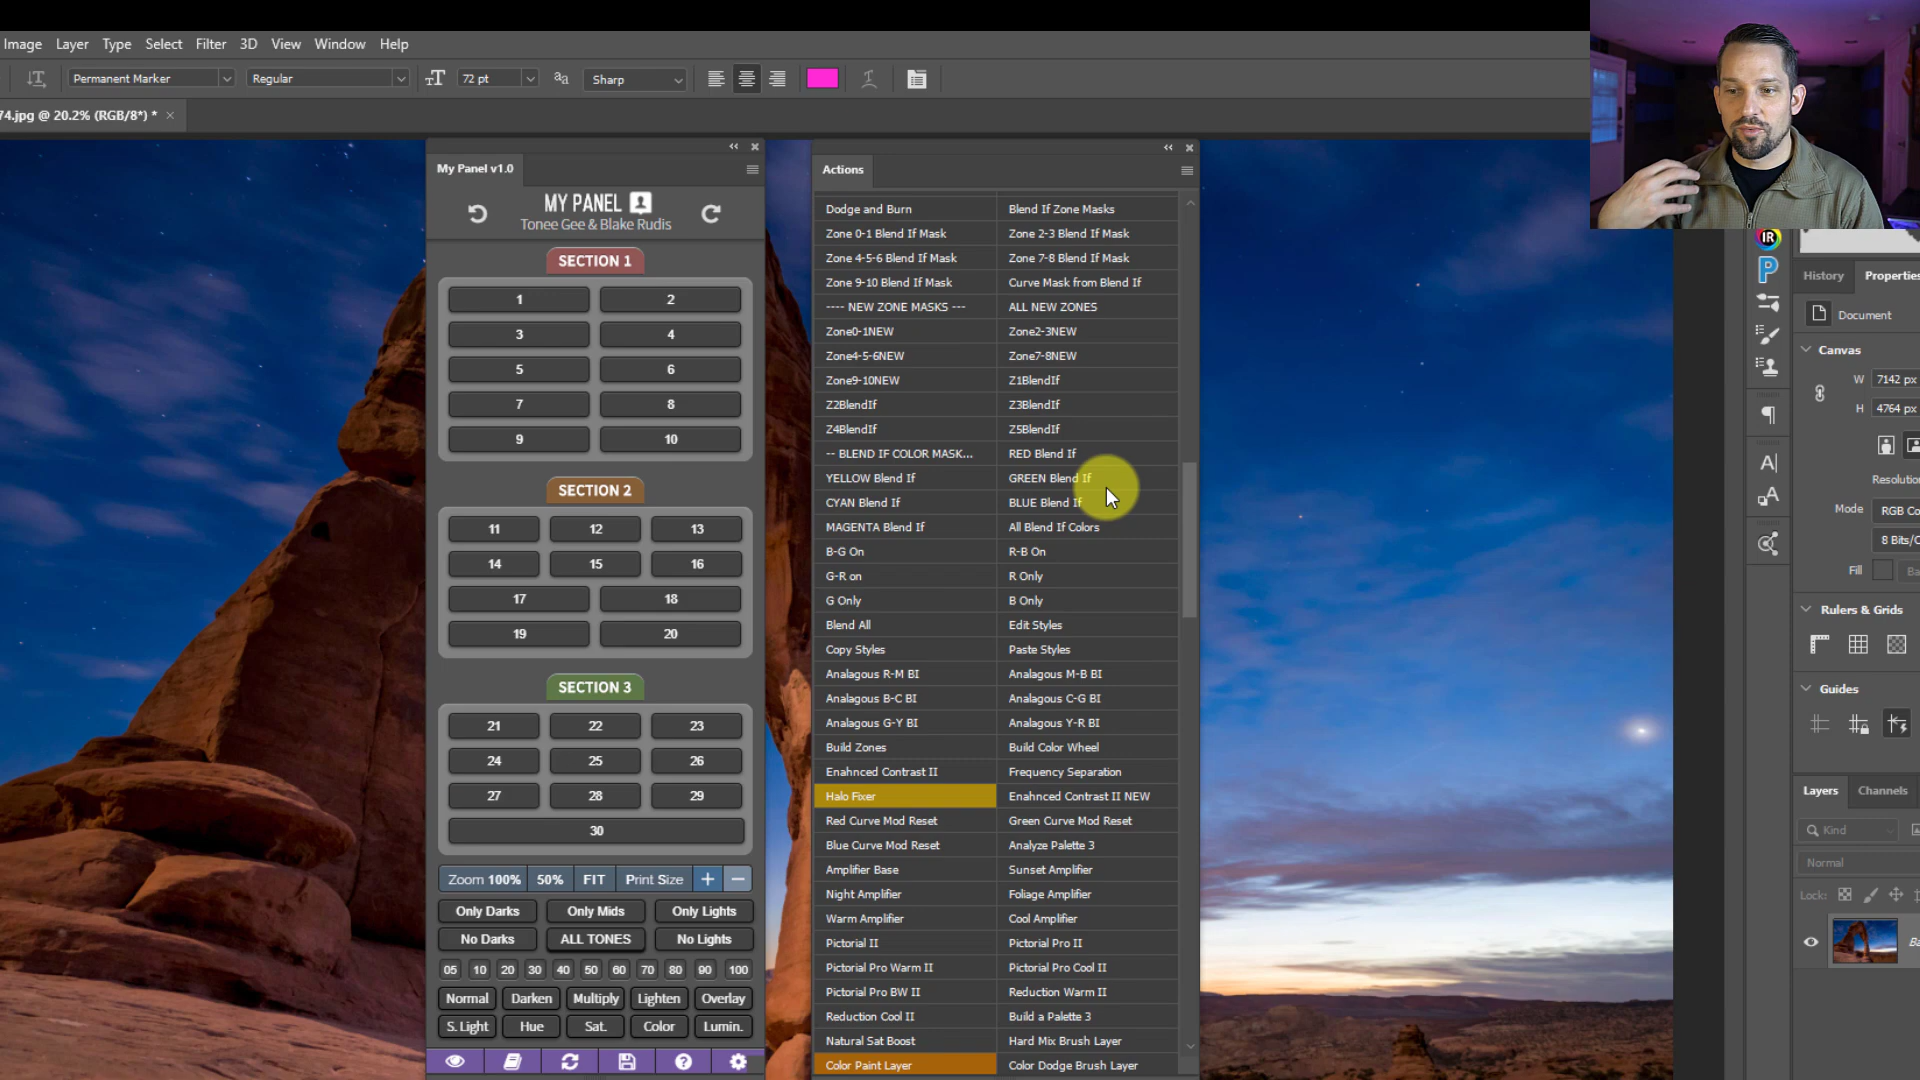 Image Layer Type Select Filter 3D View Window Help
Permanent Marker Regular 72 pt Sharp
74.jpg @ 20.2% (RGB/8*) *
My Panel v1.0
MY PANEL
Tonee Gee & Blake Rudis
SECTION 1
1 2
3 4
5 6
7 8
9 10
SECTION 2
11 12 13
14 15 16
17 18
19 20
SECTION 3
21 22 23
24 25 26
27 28 29
30
Zoom 100% 50% FIT Print Size + −
Only Darks Only Mids Only Lights
No Darks ALL TONES No Lights
05 10 20 30 40 50 60 70 80 90 100
Normal Darken Multiply Lighten Overlay
S. Light Hue Sat. Color Lumin.
Actions
Dodge and Burn Blend If Zone Masks
Zone 0-1 Blend If Mask Zone 2-3 Blend If Mask
Zone 4-5-6 Blend If Mask Zone 7-8 Blend If Mask
Zone 9-10 Blend If Mask Curve Mask from Blend If
---- NEW ZONE MASKS --- ALL NEW ZONES
Zone0-1NEW Zone2-3NEW
Zone4-5-6NEW Zone7-8NEW
Zone9-10NEW Z1BlendIf
Z2BlendIf Z3BlendIf
Z4BlendIf Z5BlendIf
-- BLEND IF COLOR MASK... RED Blend If
YELLOW Blend If GREEN Blend If
CYAN Blend If BLUE Blend If
MAGENTA Blend If All Blend If Colors
B-G On R-B On
G-R on R Only
G Only B Only
Blend All Edit Styles
Copy Styles Paste Styles
Analagous R-M BI Analagous M-B BI
Analagous B-C BI Analagous C-G BI
Analagous G-Y BI Analagous Y-R BI
Build Zones Build Color Wheel
Enahnced Contrast II Frequency Separation
Halo Fixer Enahnced Contrast II NEW
Red Curve Mod Reset Green Curve Mod Reset
Blue Curve Mod Reset Analyze Palette 3
Amplifier Base Sunset Amplifier
Night Amplifier Foliage Amplifier
Warm Amplifier Cool Amplifier
Pictorial II Pictorial Pro II
Pictorial Pro Warm II Pictorial Pro Cool II
Pictorial Pro BW II Reduction Warm II
Reduction Cool II Build a Palette 3
Natural Sat Boost Hard Mix Brush Layer
Color Paint Layer Color Dodge Brush Layer
IR
P
History Properties
Document
Canvas
W 7142 px
H 4764 px
Resolution
Mode RGB Co
8 Bits/C
Fill Ba
Rulers & Grids
Guides
Layers Channels
Kind
Normal
Lock:
Ba